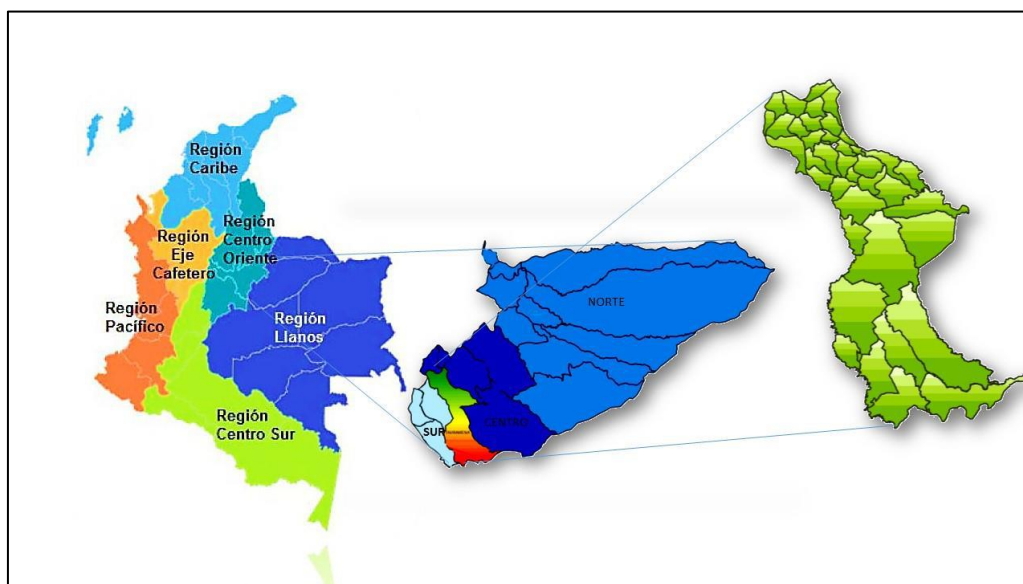 Región
Caribe
Región
Centro
Oriente
Región
Eje
Cafetero
Región
Pacífico
Región
Llanos
Región
Centro Sur
NORTE
SUR
CENTRO